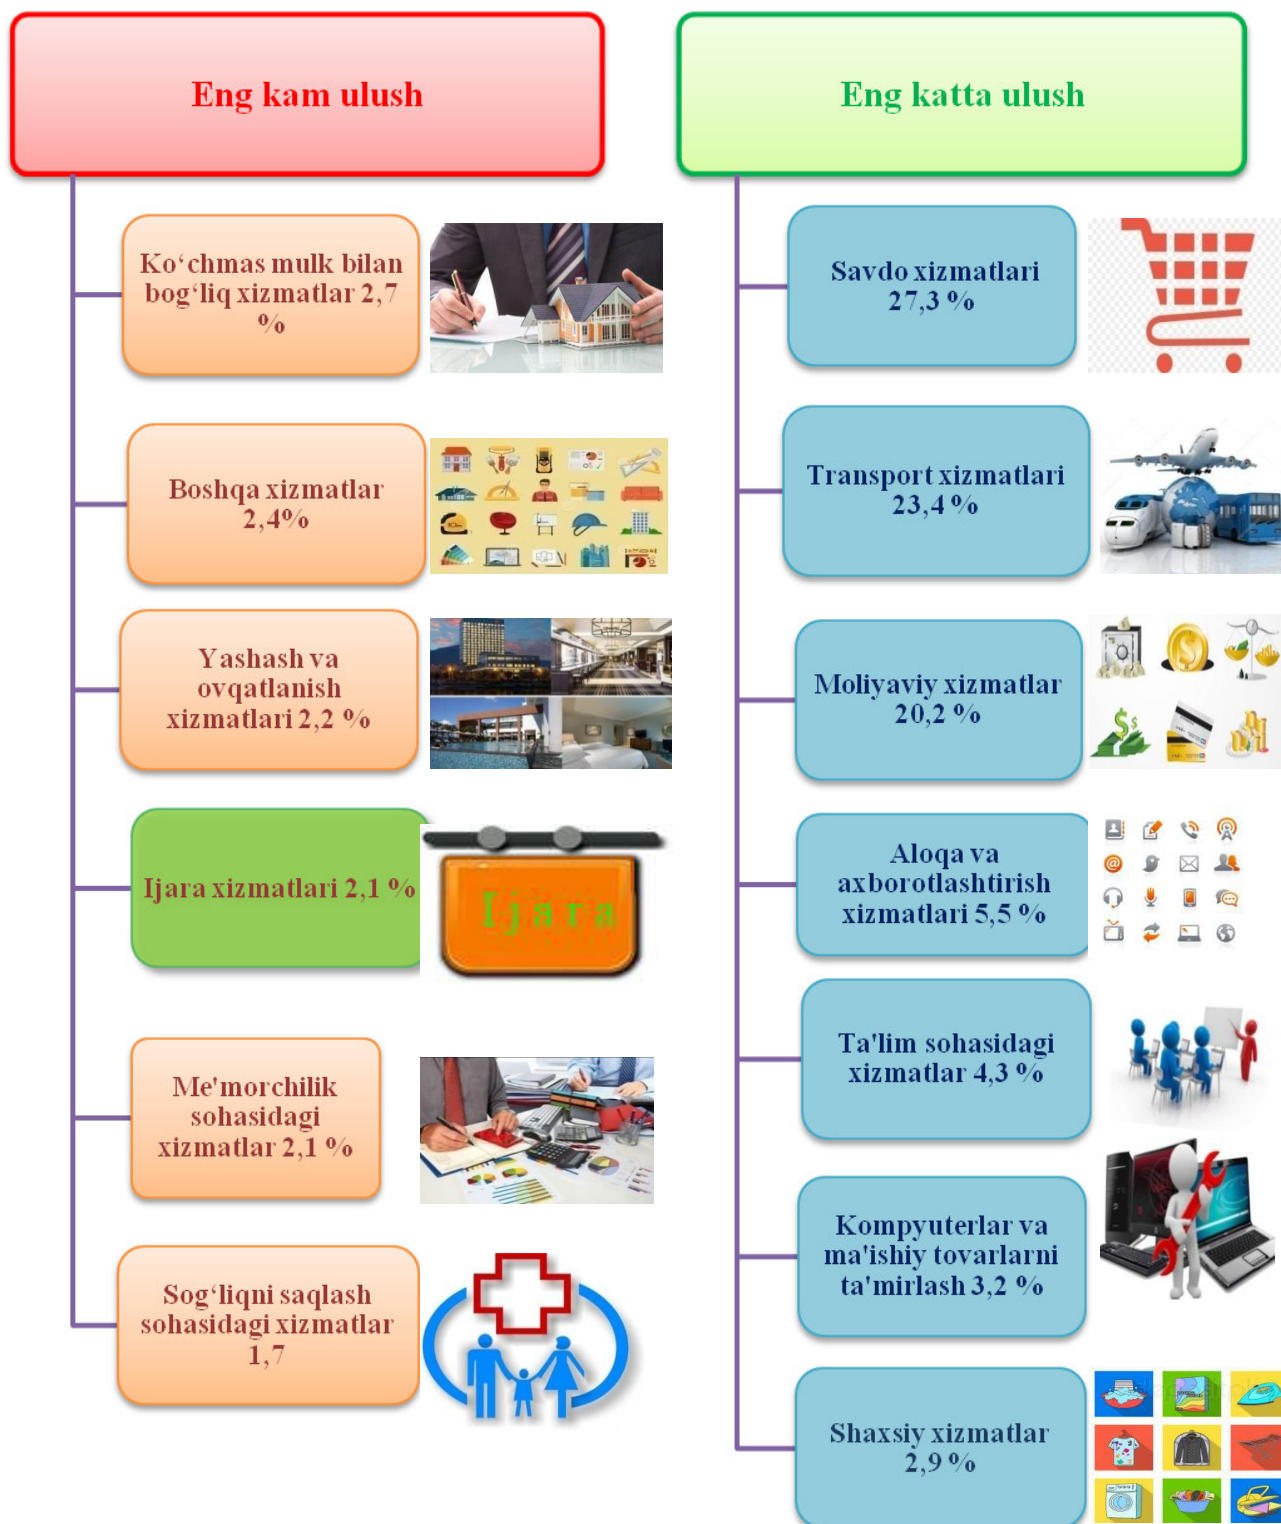 Eng kam ulush
Ko‘chmas mulk bilan
bog‘liq xizmatlar 2,7
%
Boshqa xizmatlar
2,4%
Yashash va
ovqatlanish
xizmatlari 2,2 %
Ijara xizmatlari 2,1 %
Ijara
Me'morchilik
sohasidagi
xizmatlar 2,1 %
Sog‘liqni saqlash
sohasidagi xizmatlar
1,7
Eng katta ulush
Savdo xizmatlari
27,3 %
Transport xizmatlari
23,4 %
Moliyaviy xizmatlar
20,2 %
Aloqa va
axborotlashtirish
xizmatlari 5,5 %
Ta'lim sohasidagi
xizmatlar 4,3 %
Kompyuterlar va
ma'ishiy tovarlarni
ta'mirlash 3,2 %
Shaxsiy xizmatlar
2,9 %